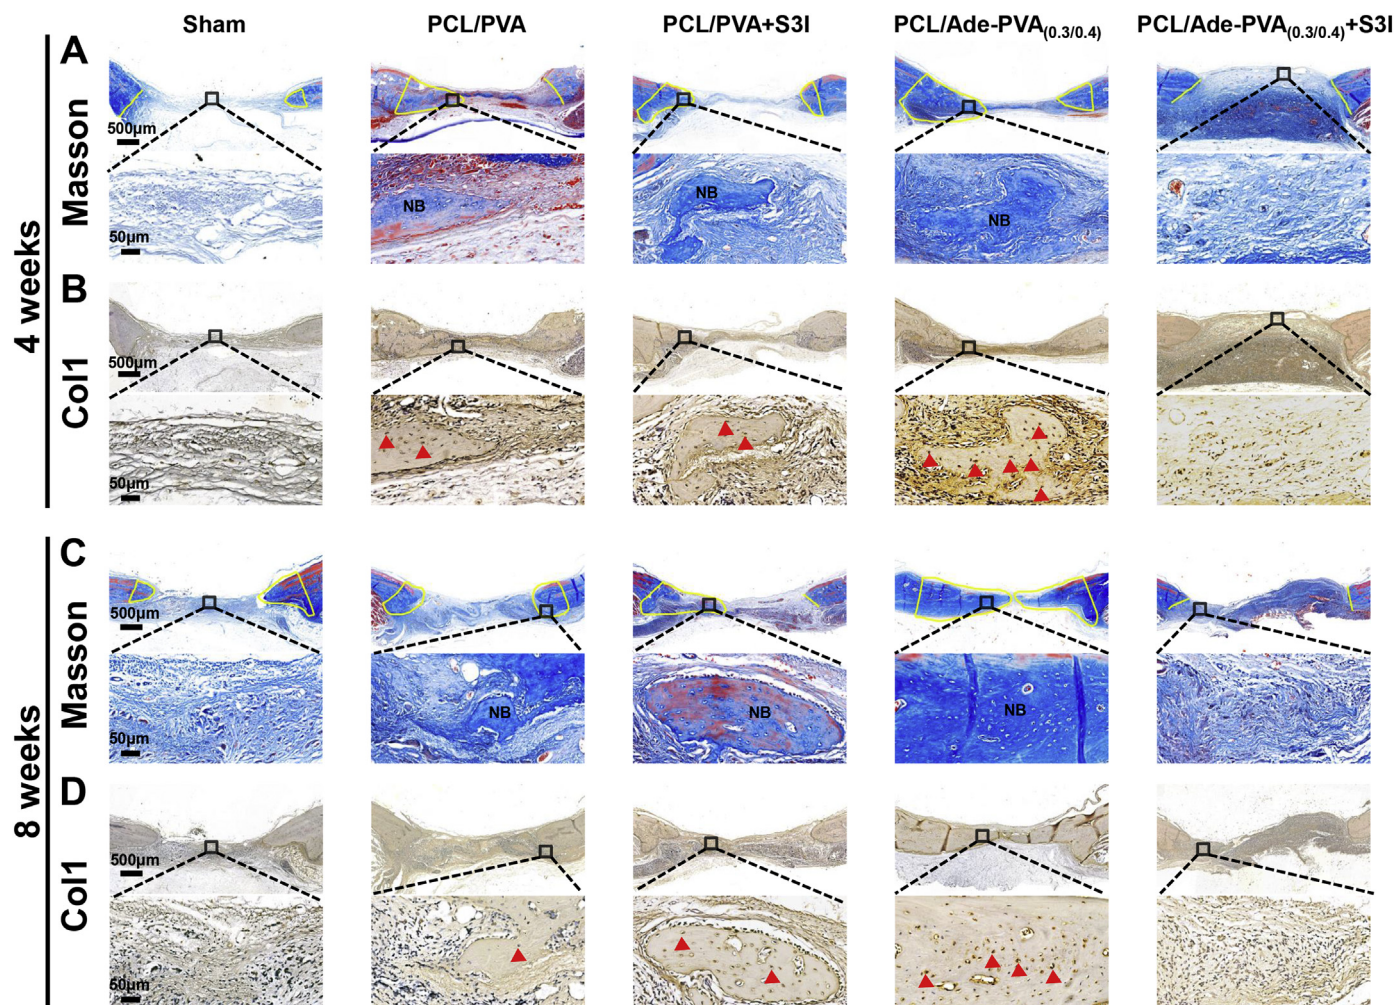 Sham PCL/PVA PCL/PVA+S3I PCL/Ade-PVA(0.3/0.4) PCL/Ade-PVA(0.3/0.4)+S3I
4 weeks
A
Masson
500μm
50μm
NB NB NB
B
Col1
500μm
50μm
8 weeks
C
Masson
500μm
50μm
NB NB NB
D
Col1
500μm
50μm